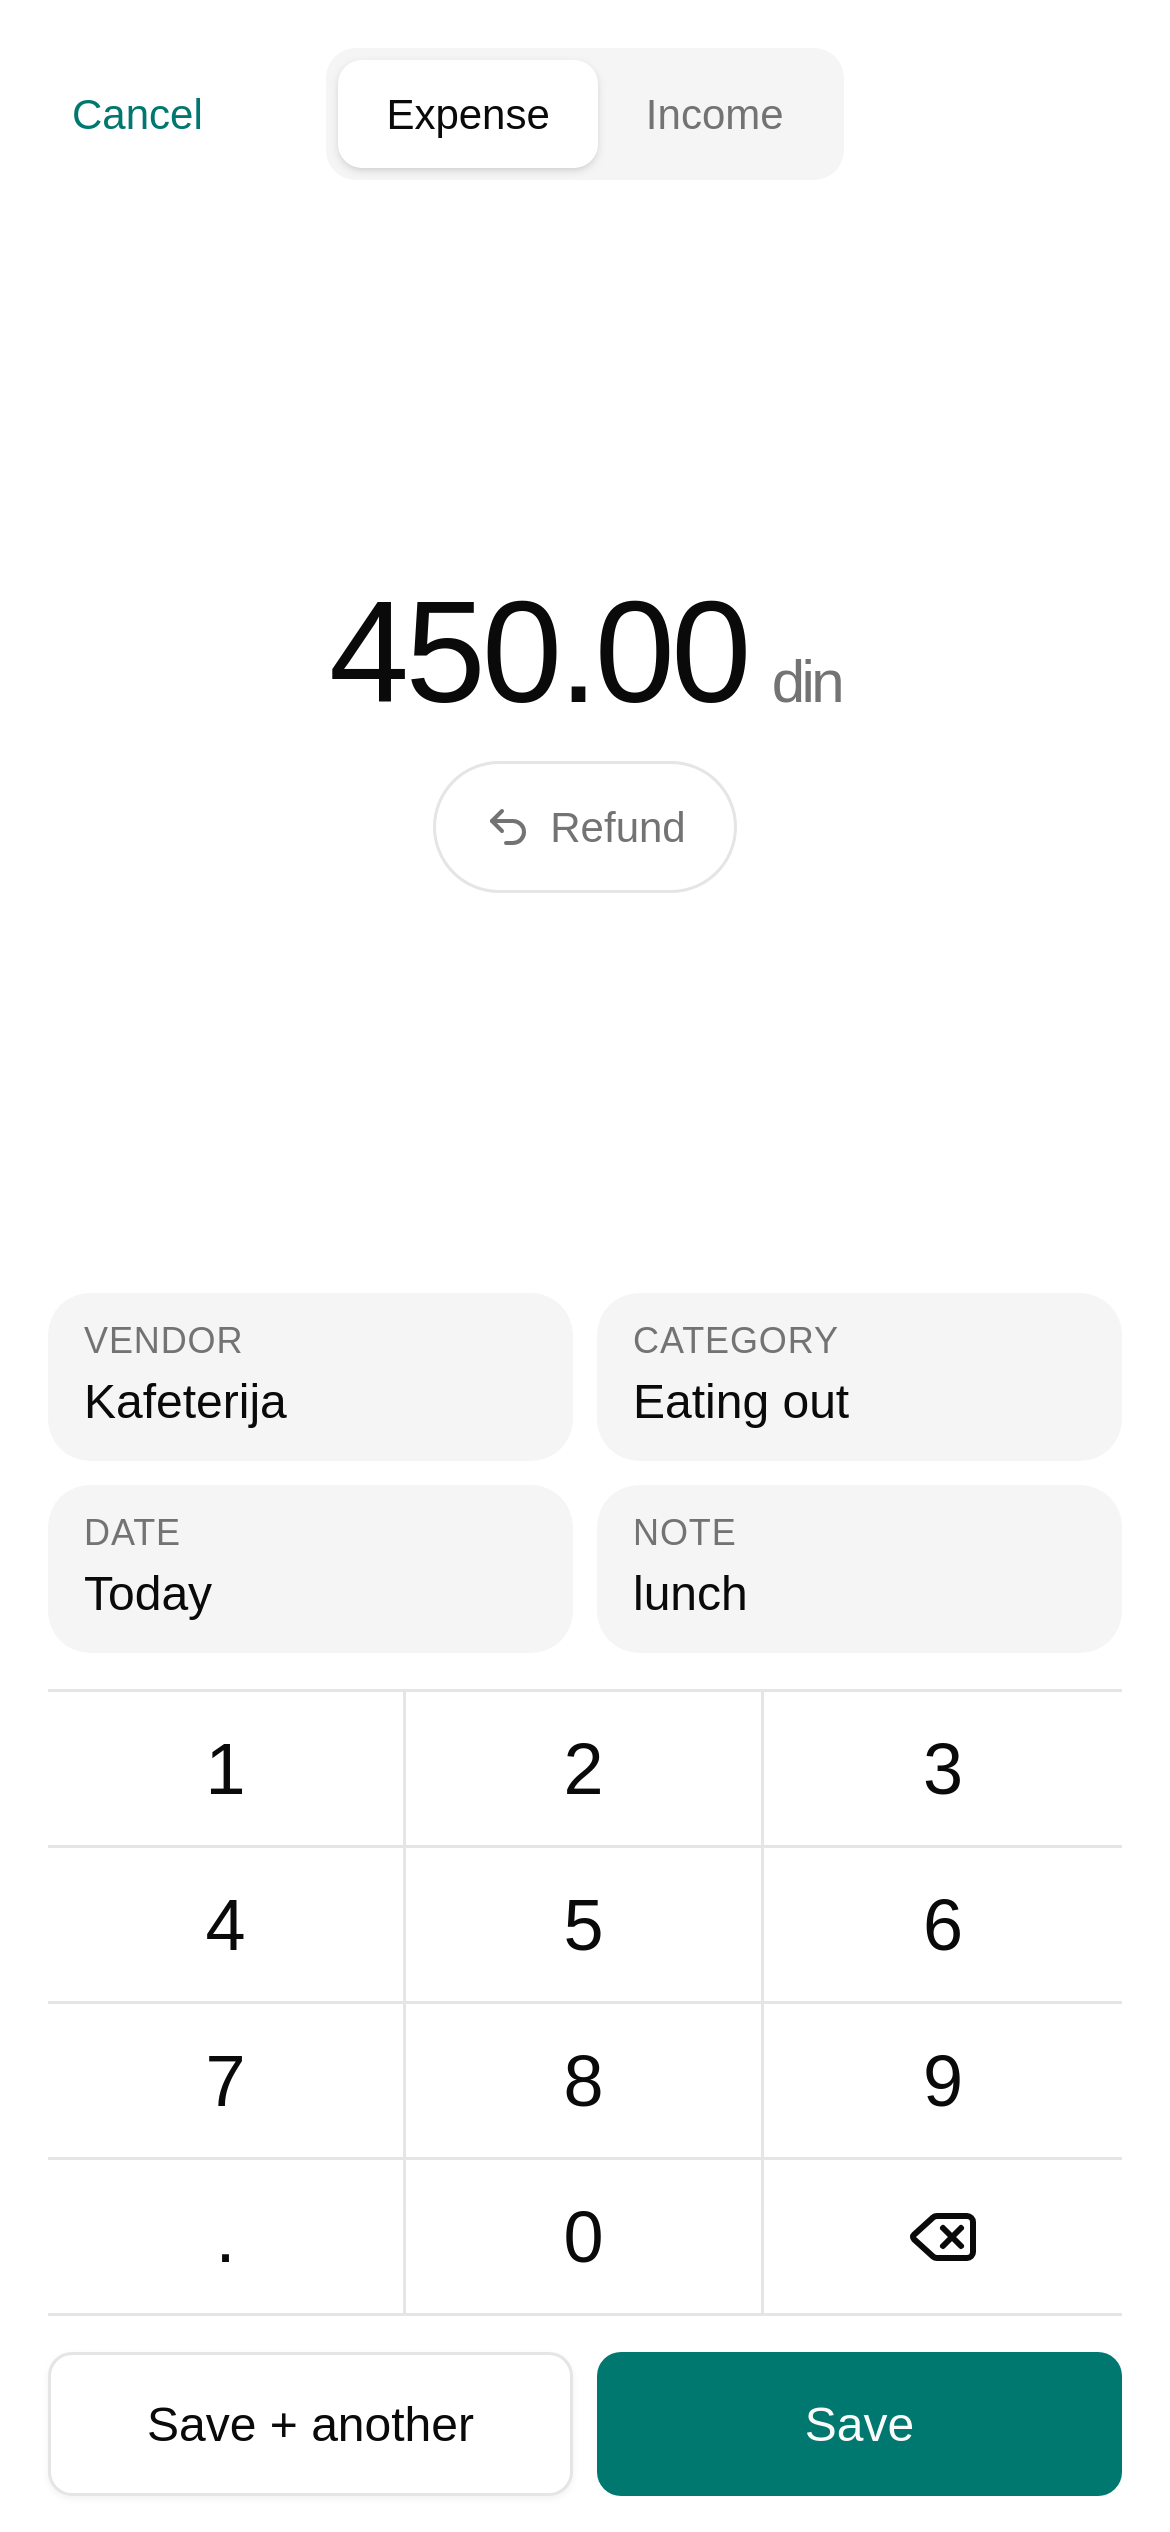 Cancel
Expense
Income
450.00 din
Refund
VENDOR
Kafeterija
CATEGORY
Eating out
DATE
Today
NOTE
lunch
1 2 3
4 5 6
7 8 9
. 0
Save + another
Save